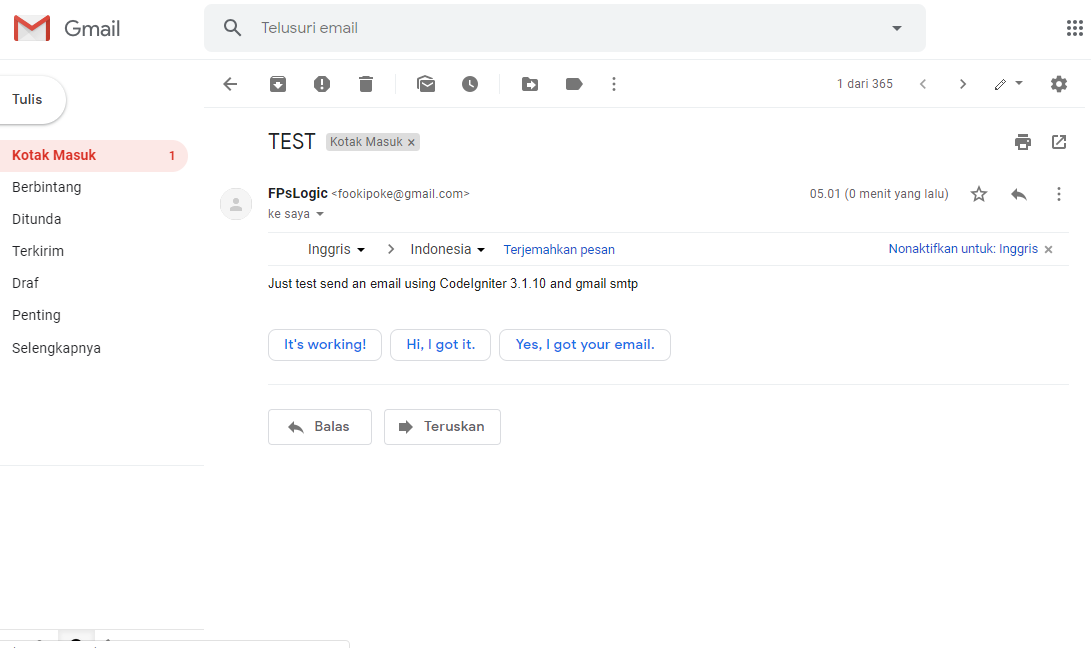 Gmail
Telusuri email
Tulis
1 dari 365
TEST Kotak Masuk ×
Kotak Masuk 1
Berbintang
Ditunda
Terkirim
Draf
Penting
Selengkapnya
FPsLogic <fookipoke@gmail.com> 05.01 (0 menit yang lalu)
ke saya
Inggris > Indonesia Terjemahkan pesan Nonaktifkan untuk: Inggris ×
Just test send an email using CodeIgniter 3.1.10 and gmail smtp
It's working! Hi, I got it. Yes, I got your email.
Balas Teruskan